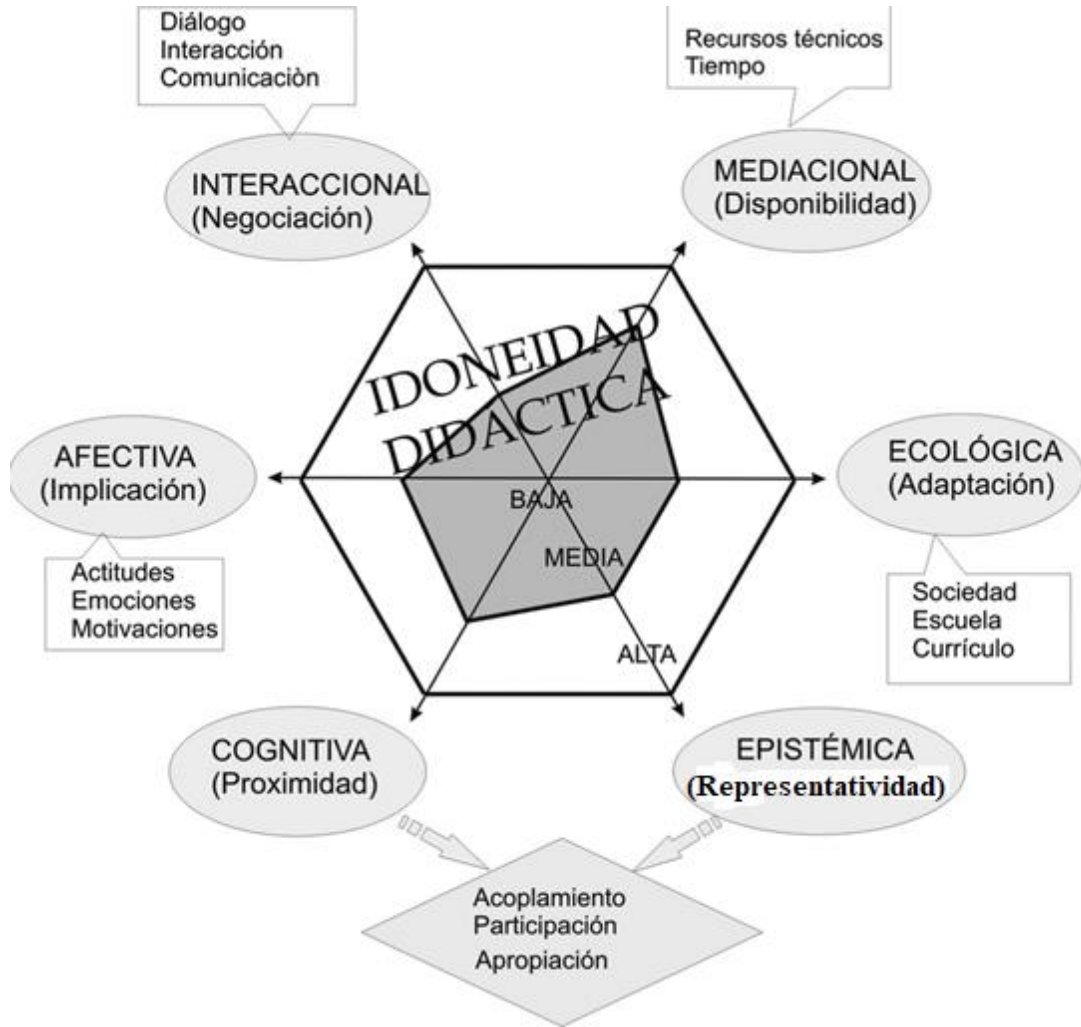 Diálogo
Interacción
Comunicaciòn
Recursos técnicos
Tiempo
INTERACCIONAL
(Negociación)
MEDIACIONAL
(Disponibilidad)
IDONEIDAD
DIDACTICA
AFECTIVA
(Implicación)
ECOLÓGICA
(Adaptación)
BAJA
MEDIA
ALTA
Actitudes
Emociones
Motivaciones
Sociedad
Escuela
Currículo
COGNITIVA
(Proximidad)
EPISTÉMICA
(Representatividad)
Acoplamiento
Participación
Apropiación